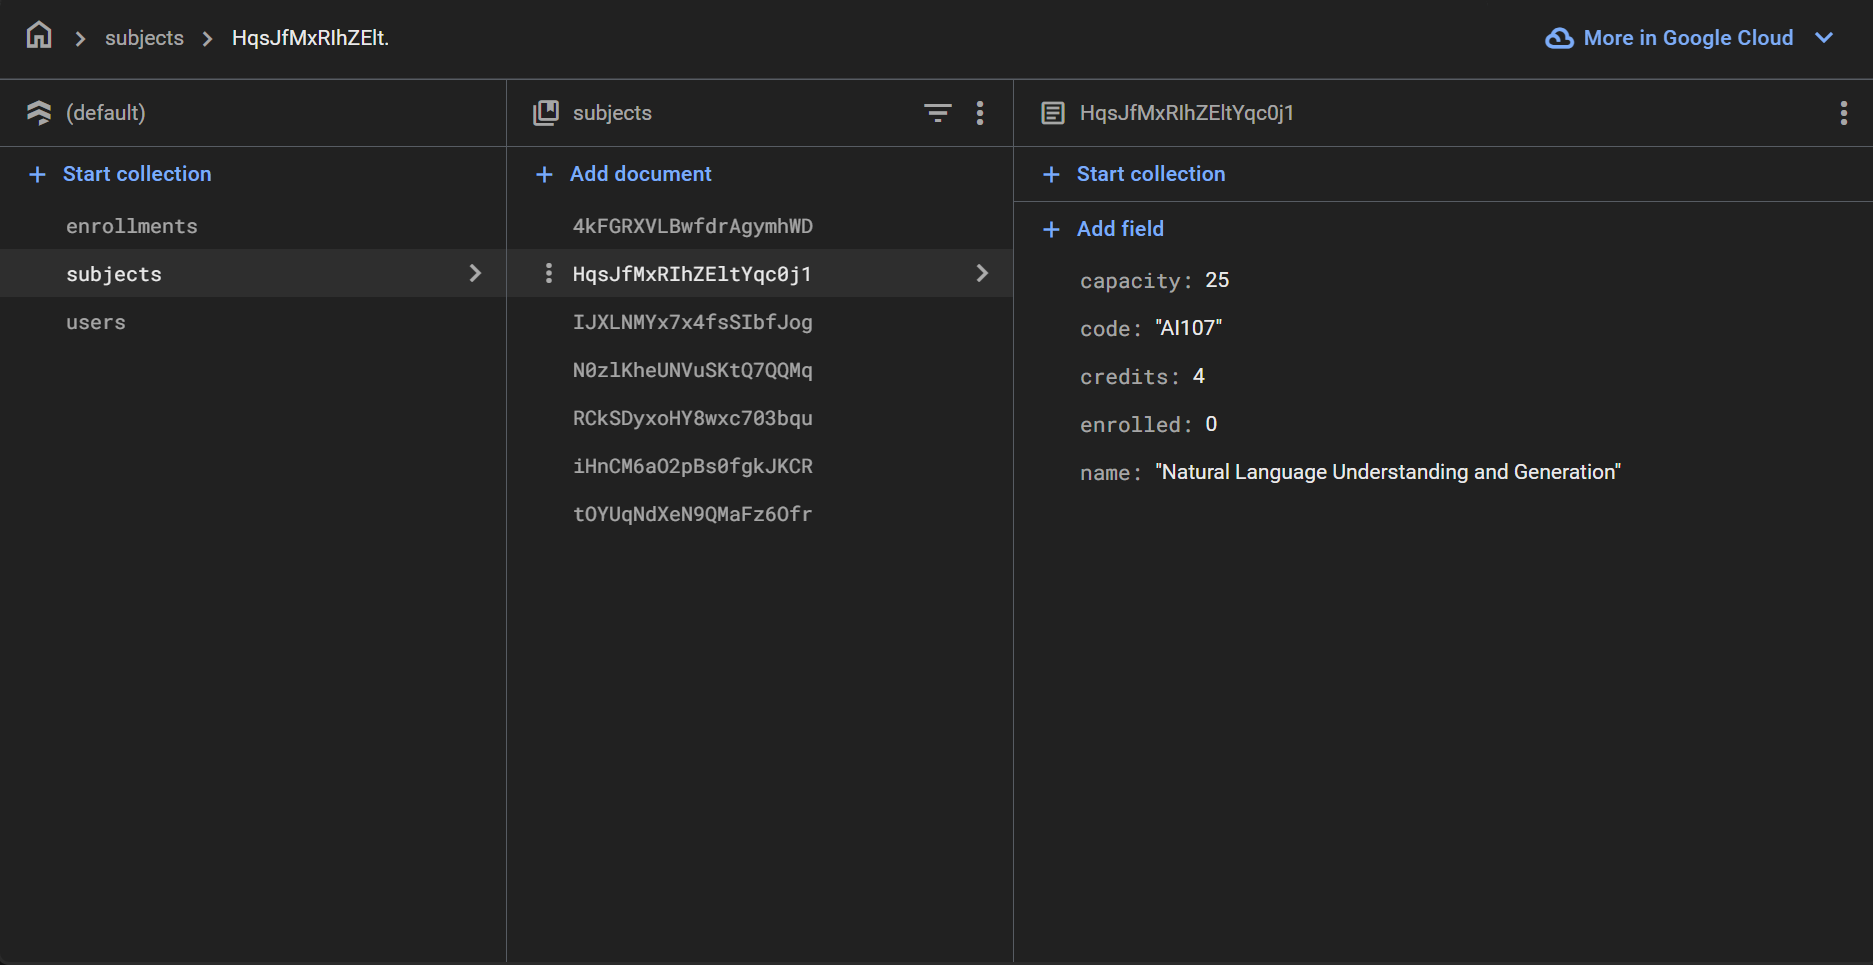 subjects HqsJfMxRIhZElt.
More in Google Cloud
(default)
Start collection
enrollments
subjects
users
subjects
Add document
4kFGRXVLBwfdrAgymhWD
HqsJfMxRIhZEltYqc0j1
IJXLNMYx7x4fsSIbfJog
N0zlKheUNVuSKtQ7QQMq
RCkSDyxoHY8wxc703bqu
iHnCM6aO2pBs0fgkJKCR
tOYUqNdXeN9QMaFz6Ofr
HqsJfMxRIhZEltYqc0j1
Start collection
Add field
capacity: 25
code: "AI107"
credits: 4
enrolled: 0
name: "Natural Language Understanding and Generation"